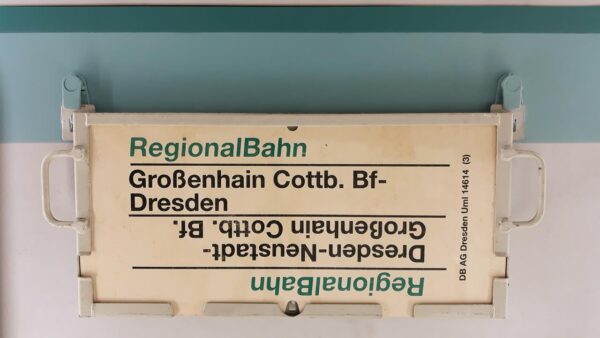 RegionalBahn
Großenhain Cottb. Bf-
Dresden
RegionalBahn
Dresden-Neustadt-
Großenhain Cottb. Bf.
DB AG Dresden Uml 14614 (3)